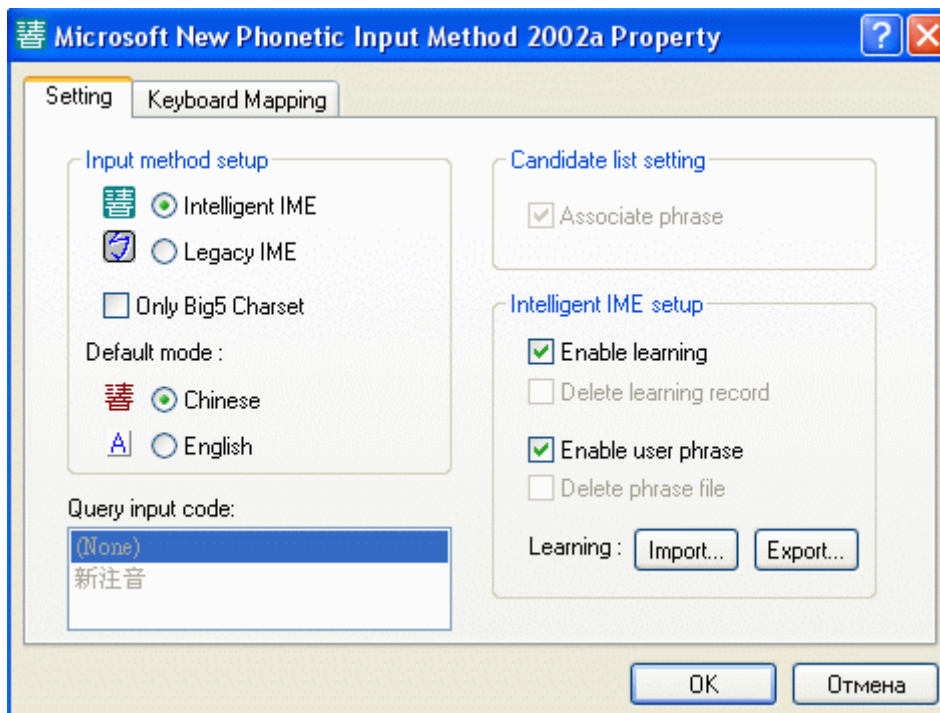 Microsoft New Phonetic Input Method 2002a Property
Setting
Keyboard Mapping
Input method setup
Intelligent IME
Legacy IME
Only Big5 Charset
Default mode :
Chinese
A English
Query input code:
(None)
新注音
Candidate list setting
Associate phrase
Intelligent IME setup
Enable learning
Delete learning record
Enable user phrase
Delete phrase file
Learning : Import... Export...
OK
Отмена